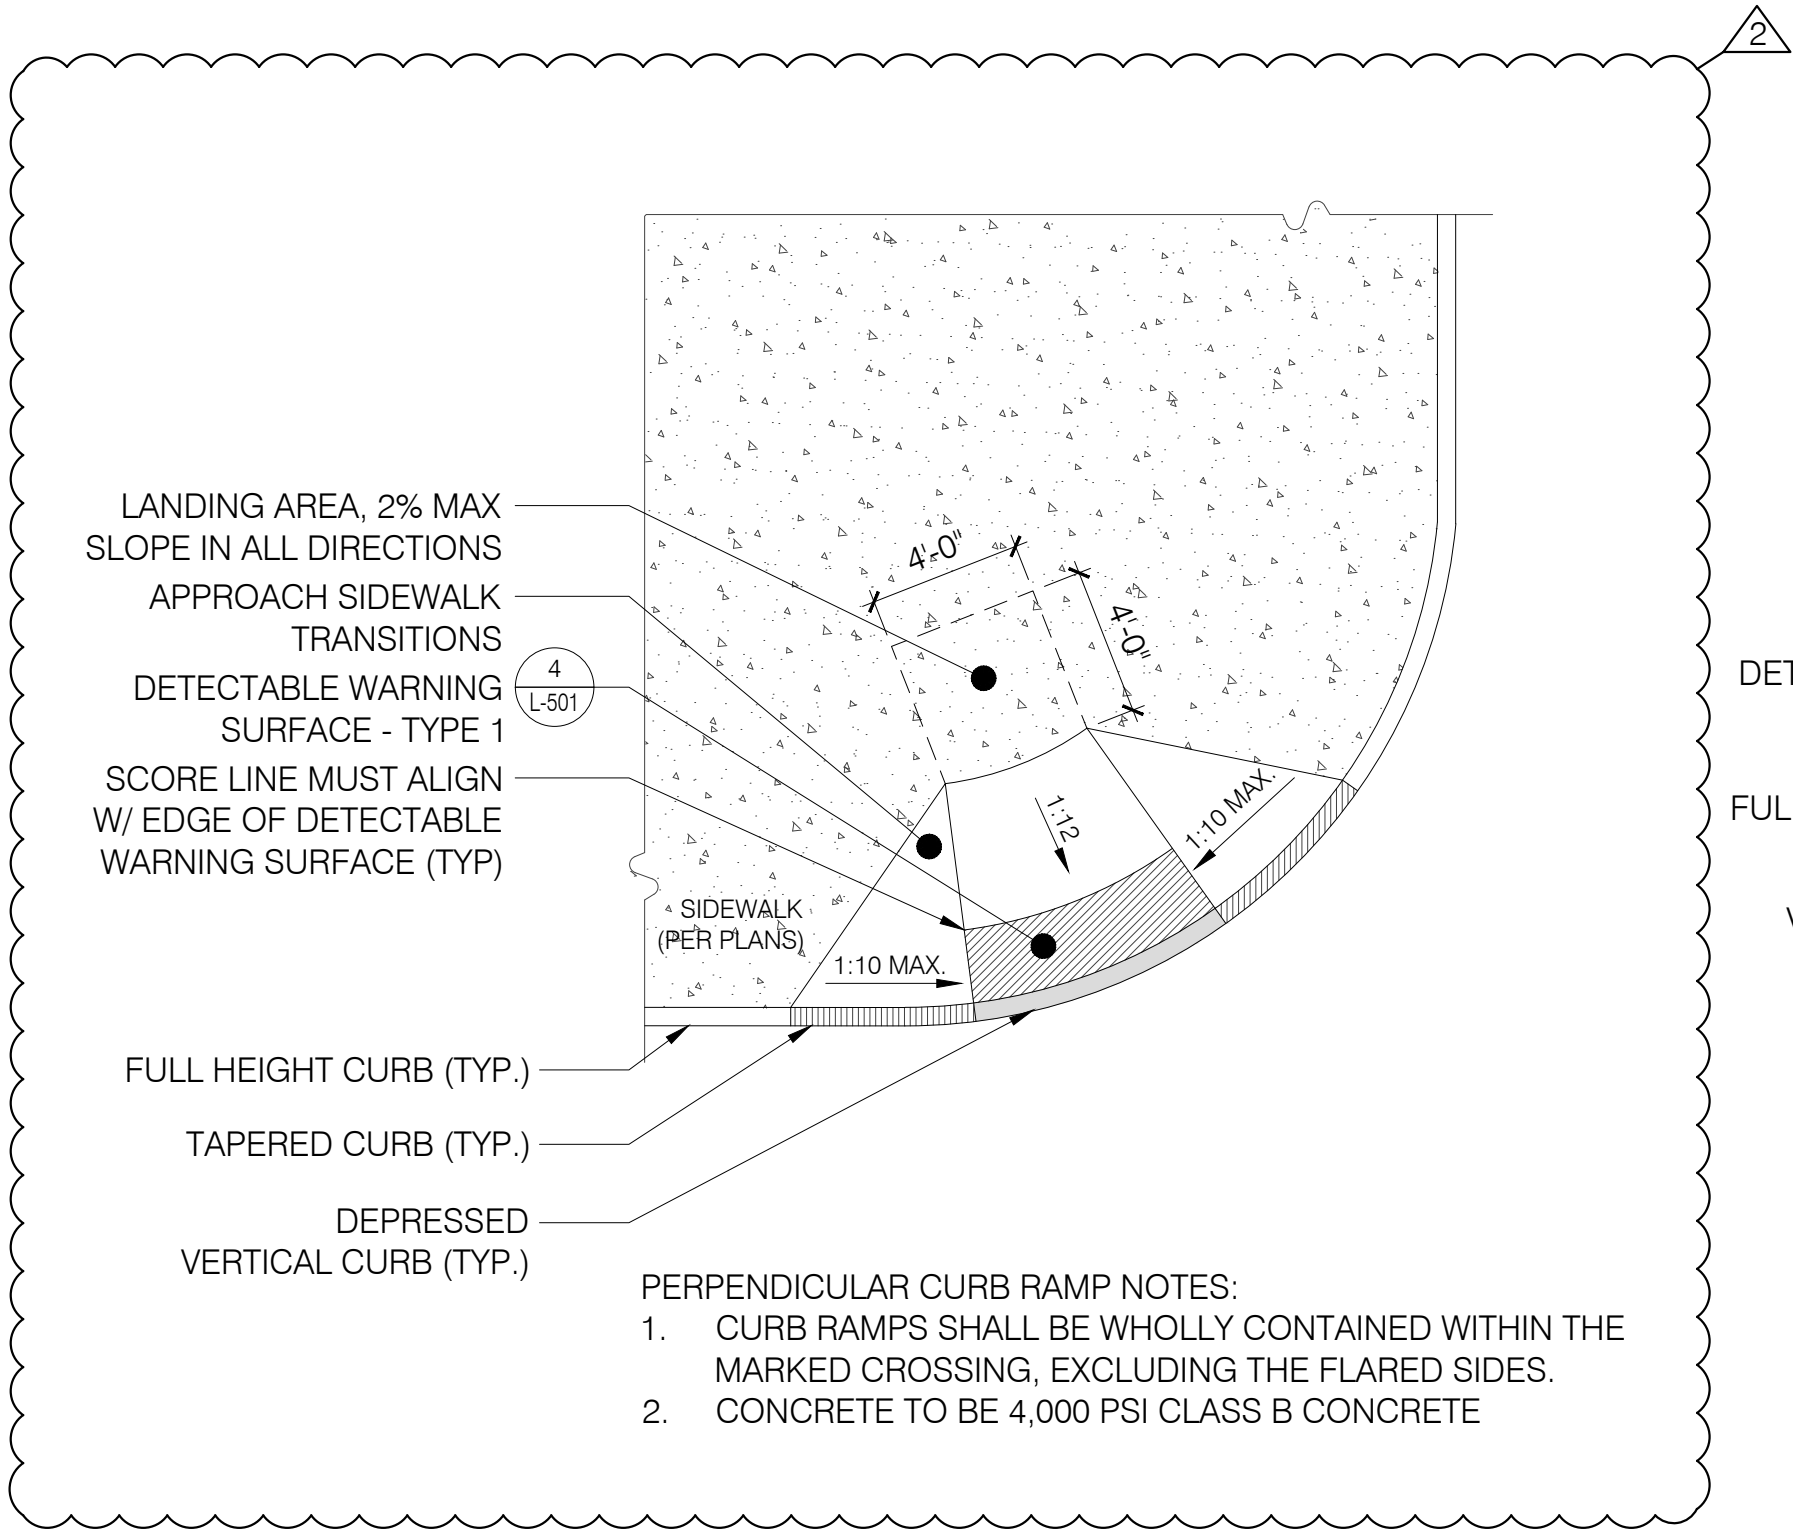 2
4'-0"
LANDING AREA, 2% MAX
SLOPE IN ALL DIRECTIONS
4'-0"
APPROACH SIDEWALK
TRANSITIONS
DETECTABLE WARNING
SURFACE - TYPE 1
4
L-501
SCORE LINE MUST ALIGN
W/ EDGE OF DETECTABLE
WARNING SURFACE (TYP)
1:12
1:10 MAX.
SIDEWALK
(PER PLANS)
1:10 MAX.
FULL HEIGHT CURB (TYP.)
TAPERED CURB (TYP.)
DEPRESSED
VERTICAL CURB (TYP.)
PERPENDICULAR CURB RAMP NOTES:
1. CURB RAMPS SHALL BE WHOLLY CONTAINED WITHIN THE
MARKED CROSSING, EXCLUDING THE FLARED SIDES.
2. CONCRETE TO BE 4,000 PSI CLASS B CONCRETE
DET
FUL